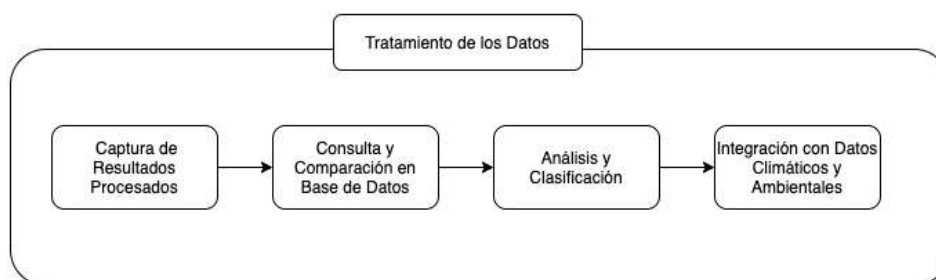 Tratamiento de los Datos
Captura de
Resultados
Procesados
Consulta y
Comparación en
Base de Datos
Análisis y
Clasificación
Integración con Datos
Climáticos y
Ambientales